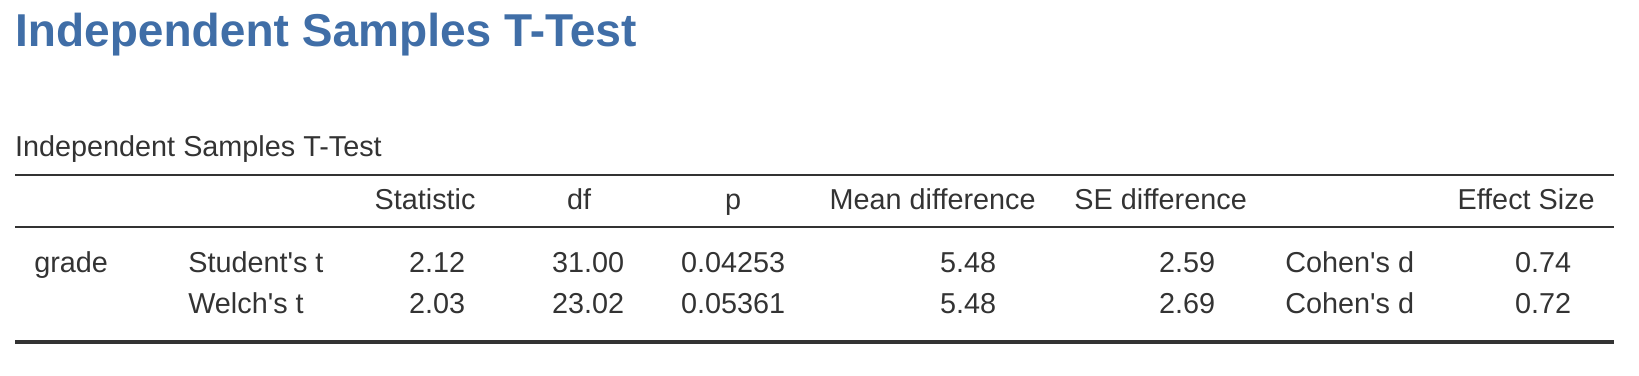 Independent Samples T-Test
Independent Samples T-Test
Statistic df p Mean difference SE difference Effect Size
grade Student's t 2.12 31.00 0.04253 5.48 2.59 Cohen's d 0.74
Welch's t 2.03 23.02 0.05361 5.48 2.69 Cohen's d 0.72